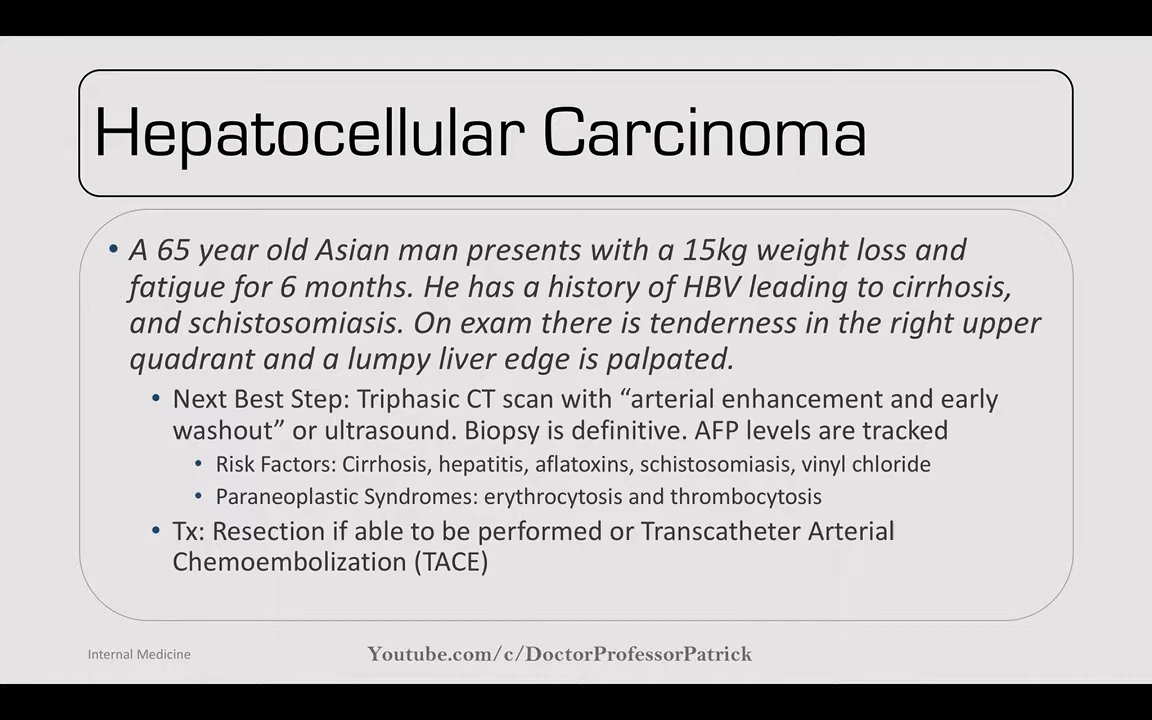 Hepatocellular Carcinoma
• A 65 year old Asian man presents with a 15kg weight loss and
fatigue for 6 months. He has a history of HBV leading to cirrhosis,
and schistosomiasis. On exam there is tenderness in the right upper
quadrant and a lumpy liver edge is palpated.
• Next Best Step: Triphasic CT scan with “arterial enhancement and early
washout” or ultrasound. Biopsy is definitive. AFP levels are tracked
• Risk Factors: Cirrhosis, hepatitis, aflatoxins, schistosomiasis, vinyl chloride
• Paraneoplastic Syndromes: erythrocytosis and thrombocytosis
• Tx: Resection if able to be performed or Transcatheter Arterial
Chemoembolization (TACE)
Internal Medicine
Youtube.com/c/DoctorProfessorPatrick